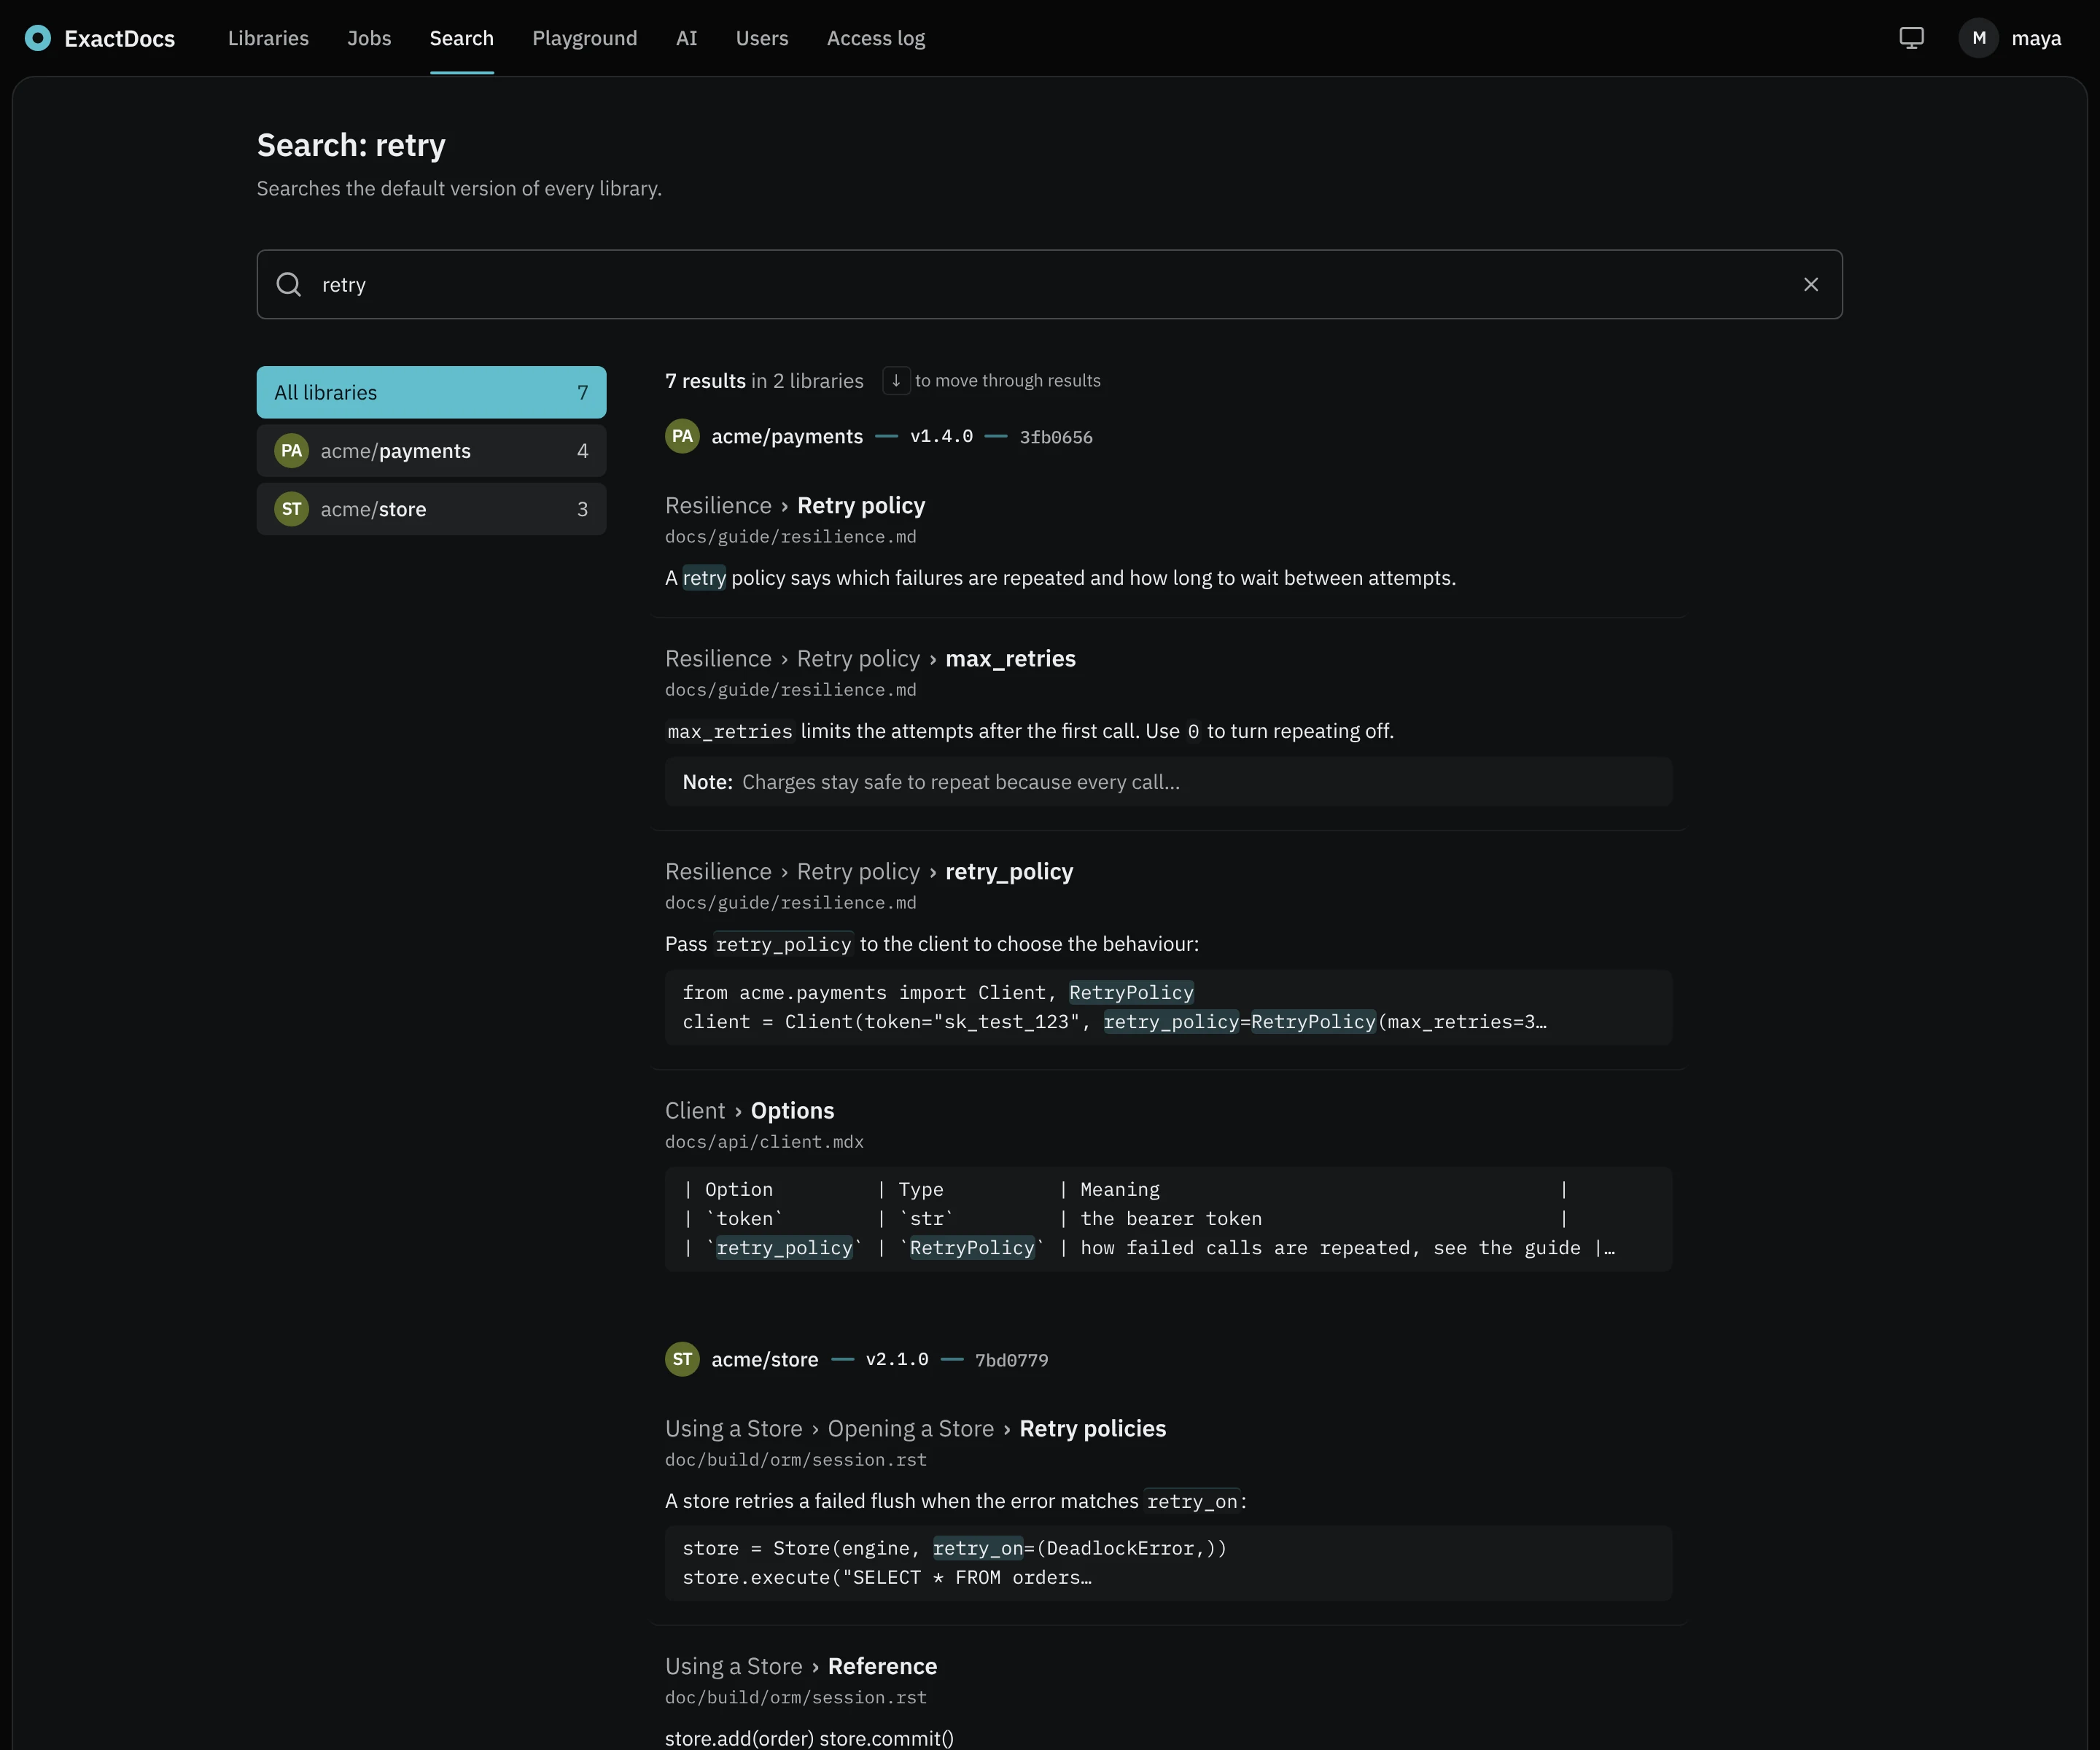 ExactDocs Libraries Jobs Search Playground AI Users Access log M maya
Search: retry
Searches the default version of every library.
retry
All libraries 7
PA acme/payments 4
ST acme/store 3
7 results in 2 libraries ↓ to move through results
PA acme/payments — v1.4.0 — 3fb0656
Resilience › Retry policy
docs/guide/resilience.md
A retry policy says which failures are repeated and how long to wait between attempts.
Resilience › Retry policy › max_retries
docs/guide/resilience.md
max_retries limits the attempts after the first call. Use 0 to turn repeating off.
Note: Charges stay safe to repeat because every call…
Resilience › Retry policy › retry_policy
docs/guide/resilience.md
Pass retry_policy to the client to choose the behaviour:
from acme.payments import Client, RetryPolicy
client = Client(token="sk_test_123", retry_policy=RetryPolicy(max_retries=3…
Client › Options
docs/api/client.mdx
| Option | Type | Meaning |
| `token` | `str` | the bearer token |
| `retry_policy` | `RetryPolicy` | how failed calls are repeated, see the guide |…
ST acme/store — v2.1.0 — 7bd0779
Using a Store › Opening a Store › Retry policies
doc/build/orm/session.rst
A store retries a failed flush when the error matches retry_on:
store = Store(engine, retry_on=(DeadlockError,))
store.execute("SELECT * FROM orders…
Using a Store › Reference
doc/build/orm/session.rst
store.add(order) store.commit()